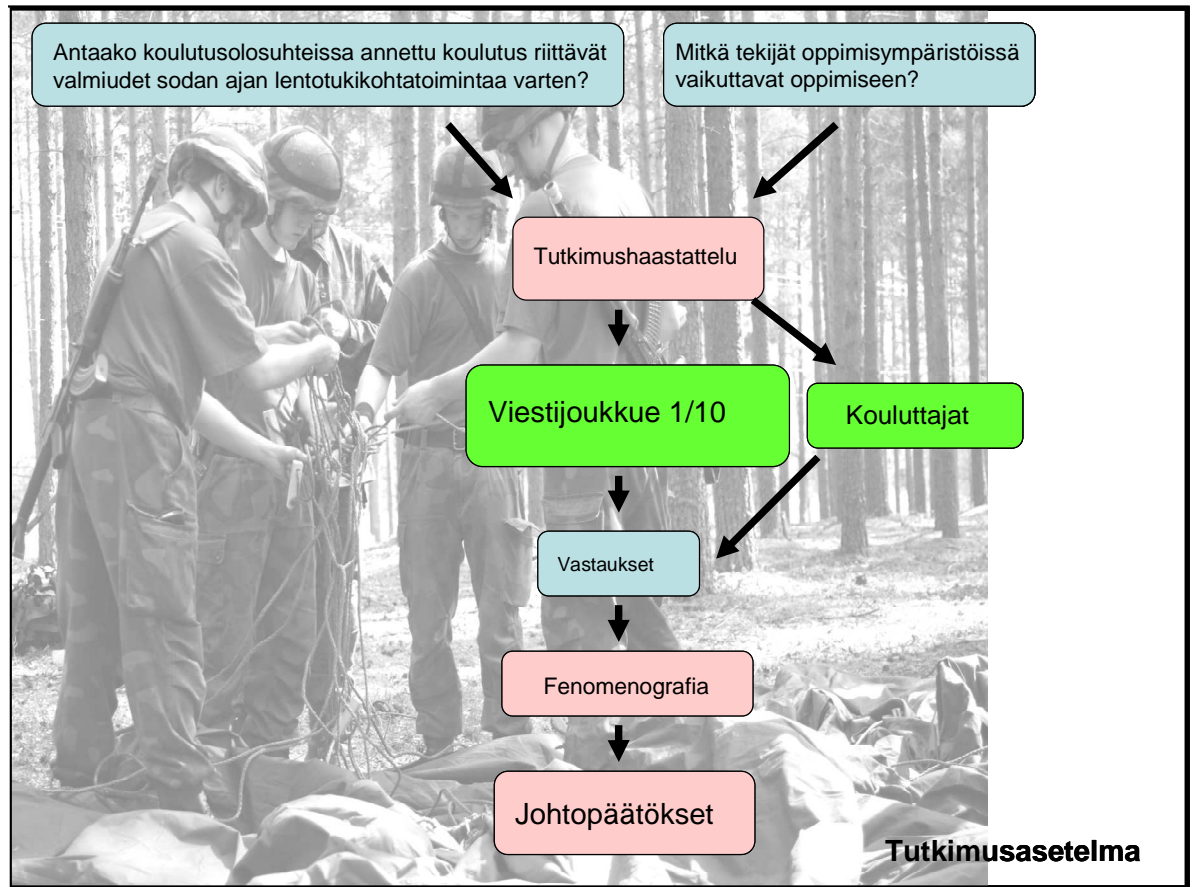 Antaako koulutusolosuhteissa annettu koulutus riittävät
valmiudet sodan ajan lentotukikohtatoimintaa varten?
Mitkä tekijät oppimisympäristöissä
vaikuttavat oppimiseen?
Tutkimushaastattelu
Viestijoukkue 1/10
Kouluttajat
Vastaukset
Fenomenografia
Johtopäätökset
Tutkimusasetelma